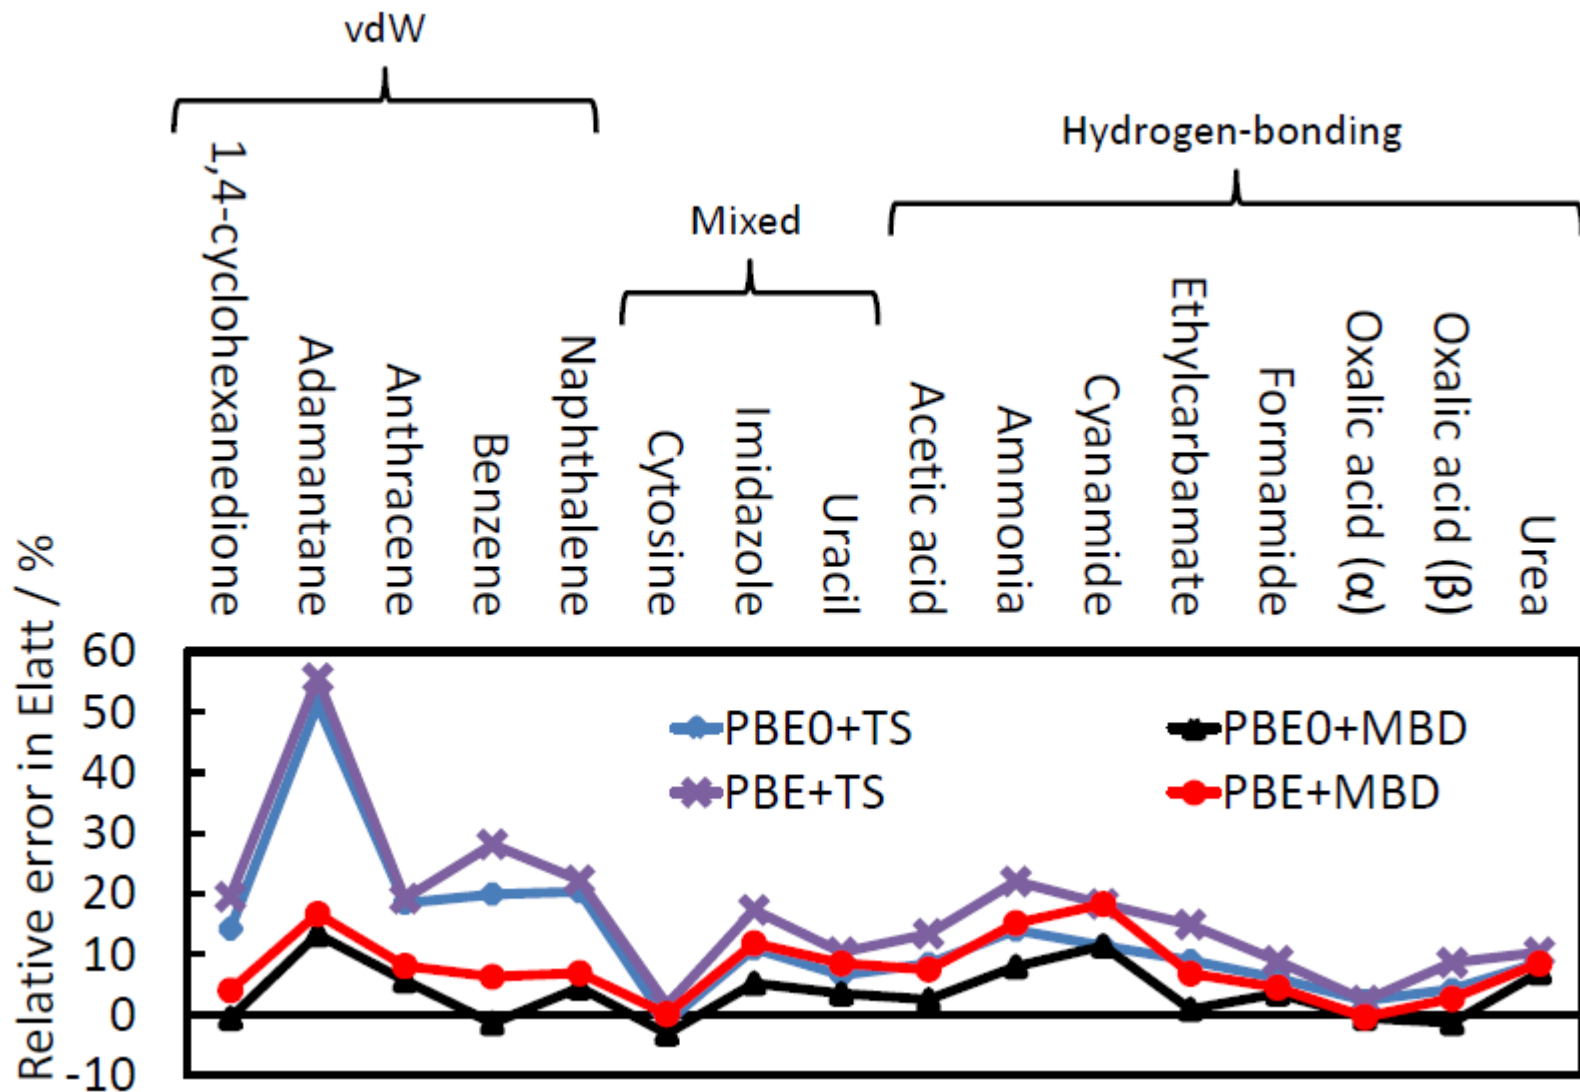 vdW
Hydrogen-bonding
Mixed
1,4-cyclohexanedione
Adamantane
Anthracene
Benzene
Naphthalene
Cytosine
Imidazole
Uracil
Acetic acid
Ammonia
Cyanamide
Ethylcarbamate
Formamide
Oxalic acid (α)
Oxalic acid (β)
Urea
Relative error in Elatt / %
60
50
40
30
20
10
0
-10
PBE0+TS
PBE0+MBD
PBE+TS
PBE+MBD